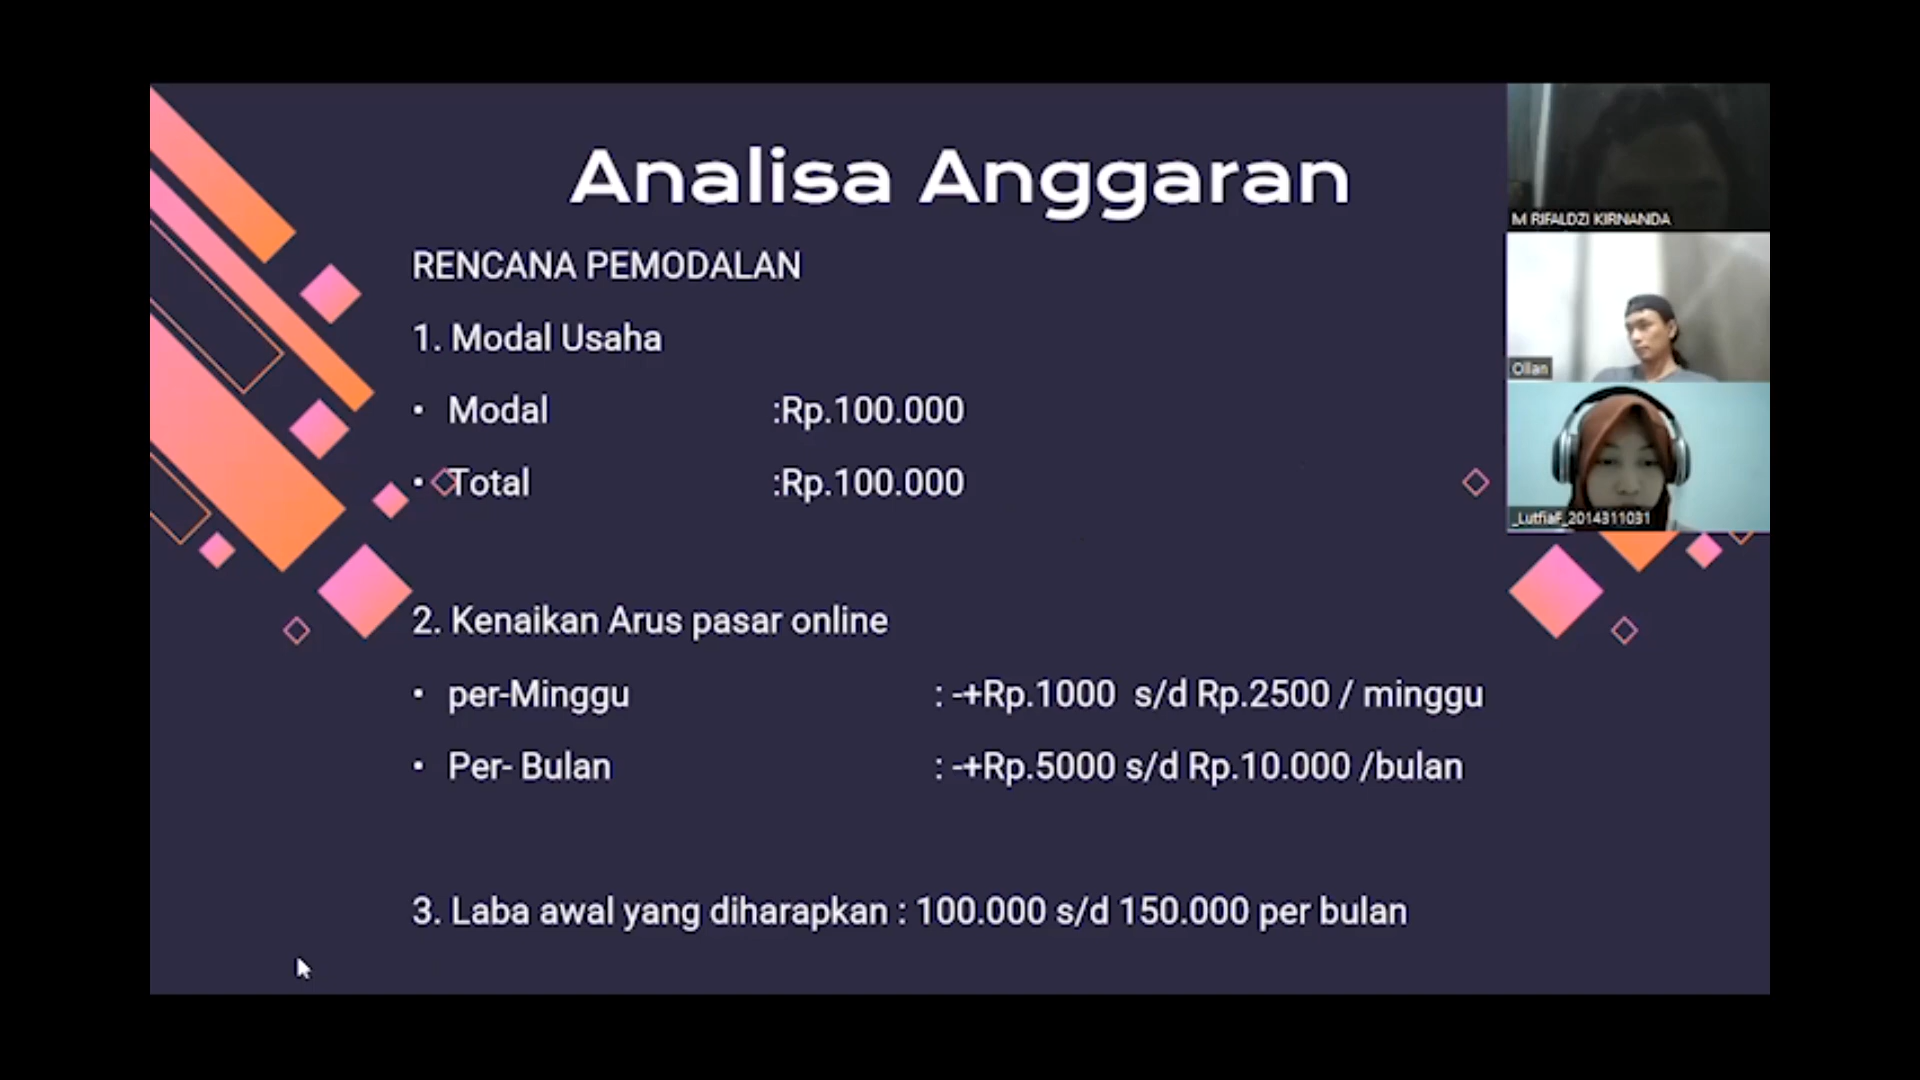 Analisa Anggaran
RENCANA PEMODALAN
1. Modal Usaha
• Modal :Rp.100.000
• Total :Rp.100.000
2. Kenaikan Arus pasar online
• per-Minggu : -+Rp.1000 s/d Rp.2500 / minggu
• Per- Bulan : -+Rp.5000 s/d Rp.10.000 /bulan
3. Laba awal yang diharapkan : 100.000 s/d 150.000 per bulan
M RIFALDZI KIRNANDA
Ollan
_LutfiaF_2014311031